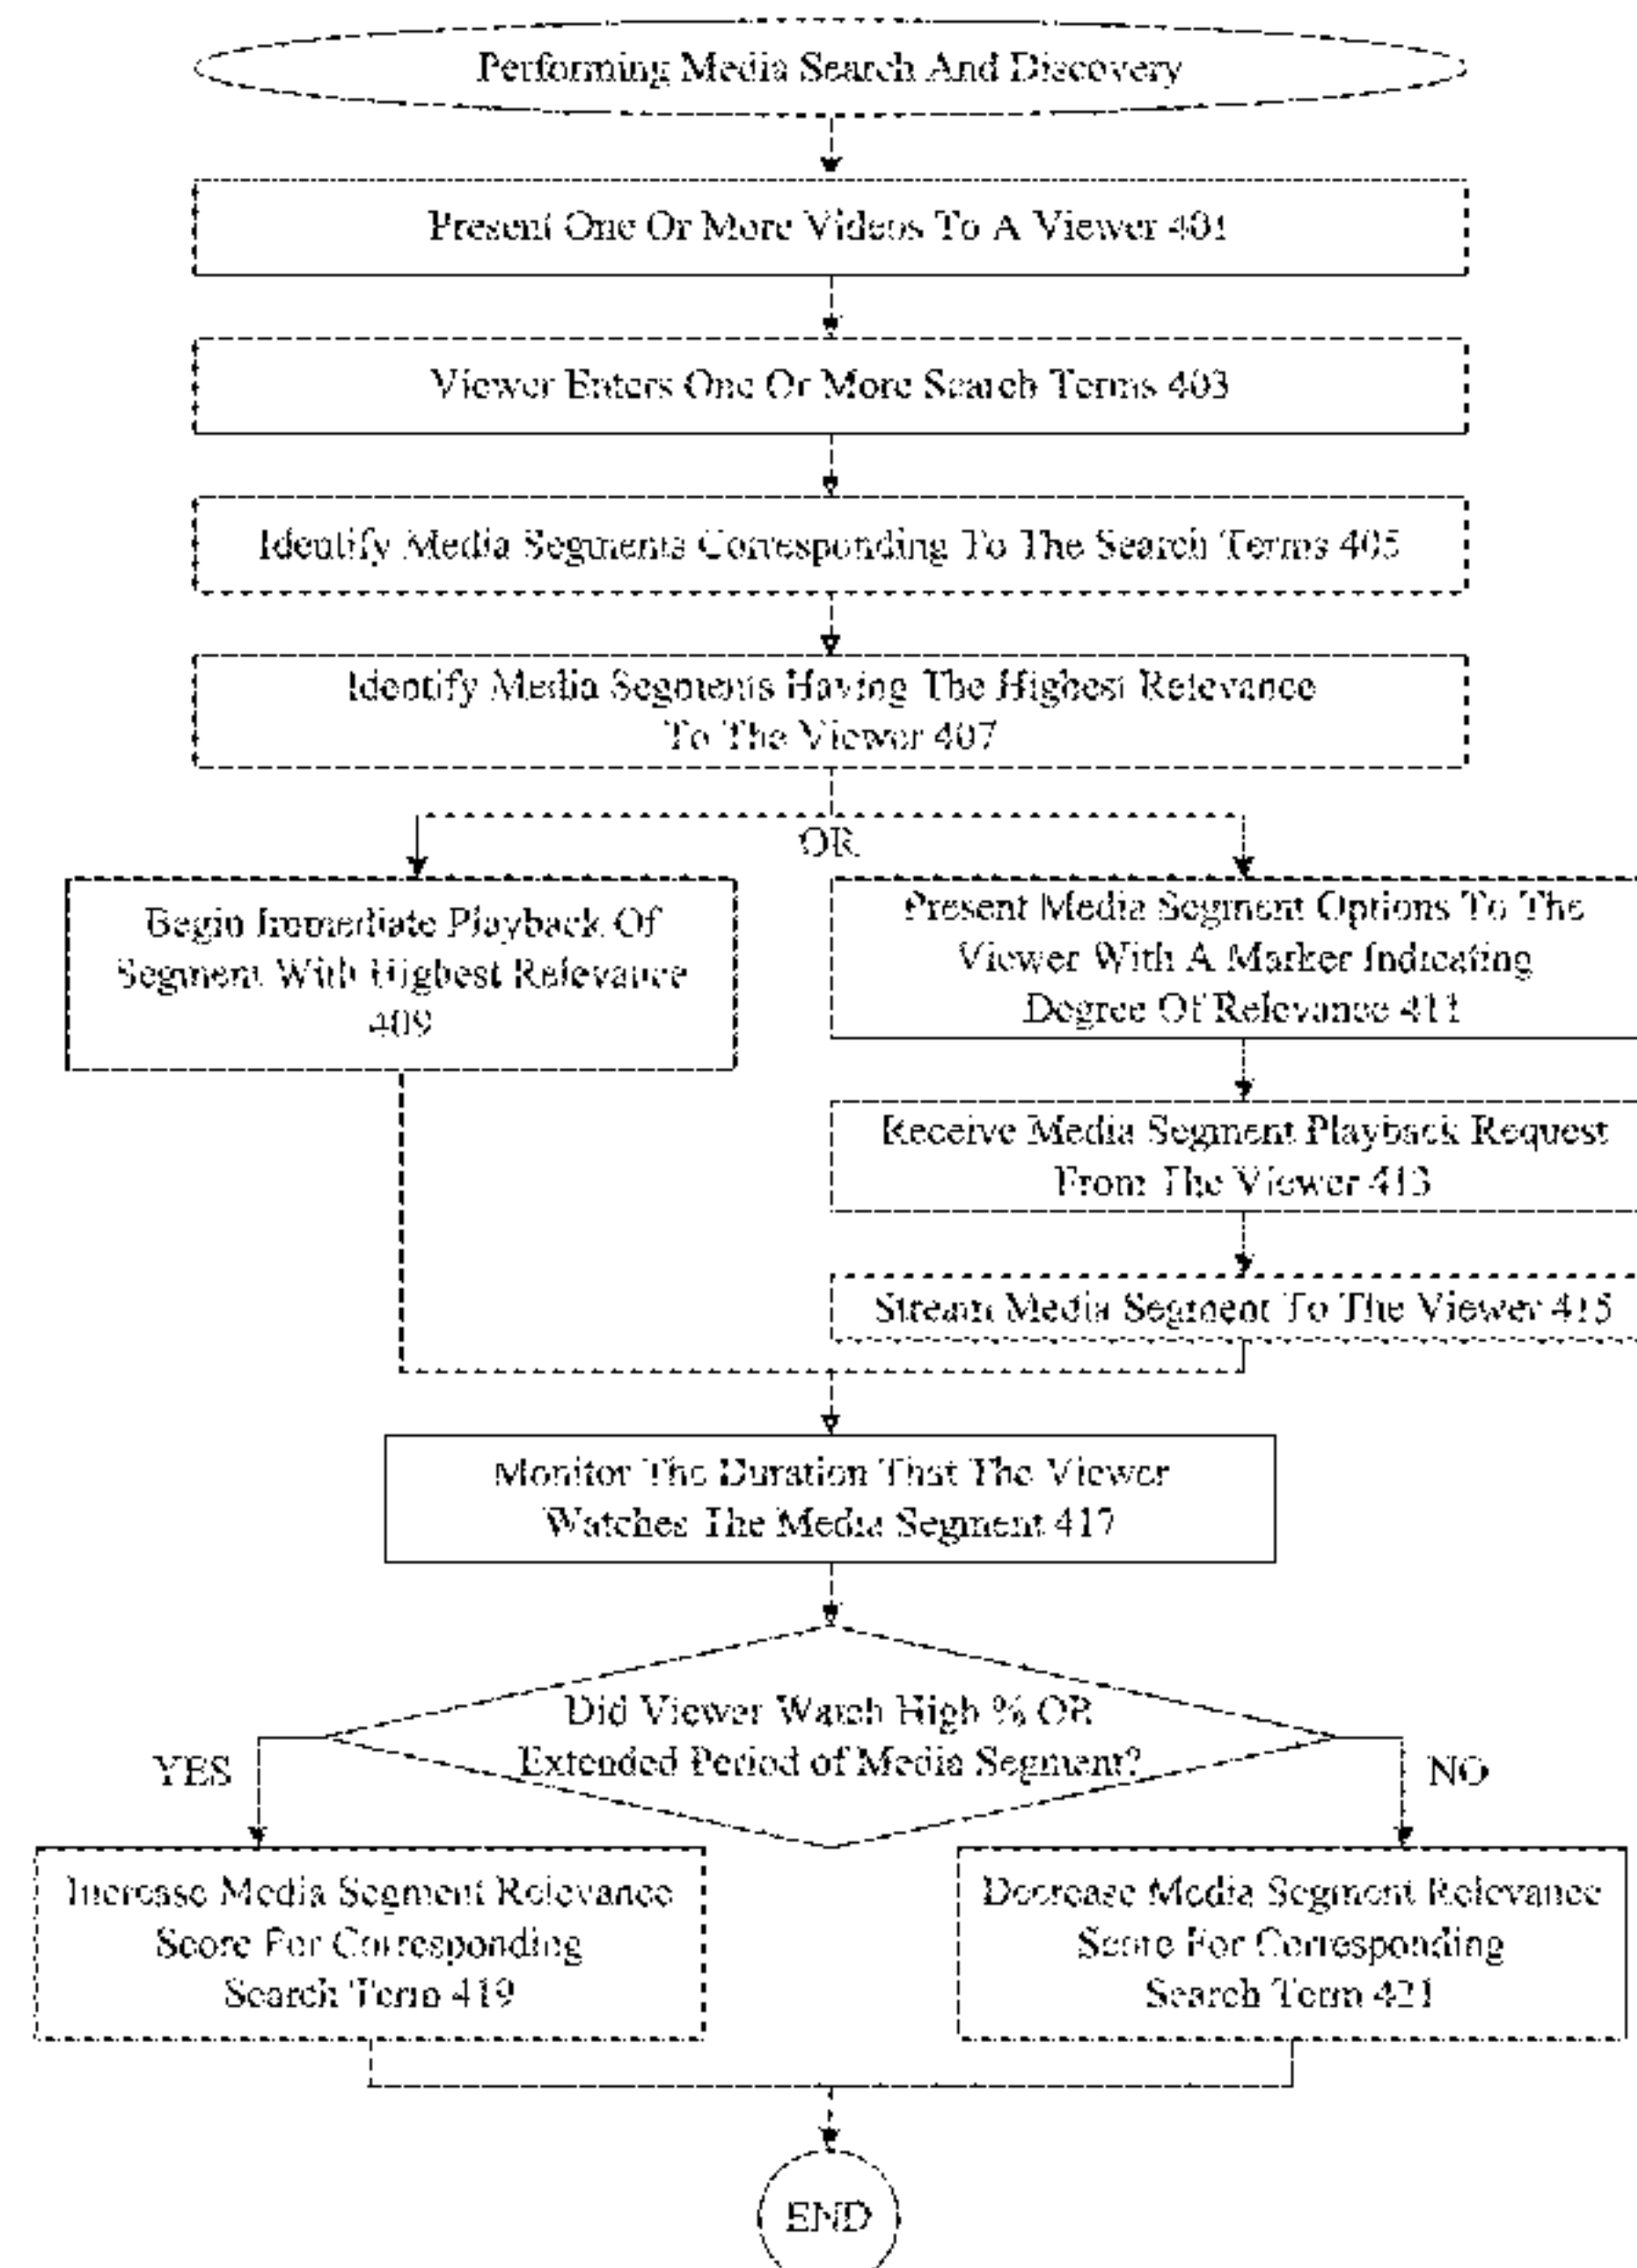 Performing Media Search And Discovery
Present One Or More Videos To A Viewer 401
Viewer Enters One Or More Search Terms 403
Identify Media Segments Corresponding To The Search Terms 405
Identify Media Segments Having The Highest Relevance
To The Viewer 407
OR
Begin Immediate Playback Of
Segment With Highest Relevance
409
Present Media Segment Options To The
Viewer With A Marker Indicating
Degree Of Relevance 411
Receive Media Segment Playback Request
From The Viewer 413
Stream Media Segment To The Viewer 415
Monitor The Duration That The Viewer
Watches The Media Segment 417
Did Viewer Watch High % OR
Extended Period of Media Segment?
YES
NO
Increase Media Segment Relevance
Score For Corresponding
Search Term 419
Decrease Media Segment Relevance
Score For Corresponding
Search Term 421
END